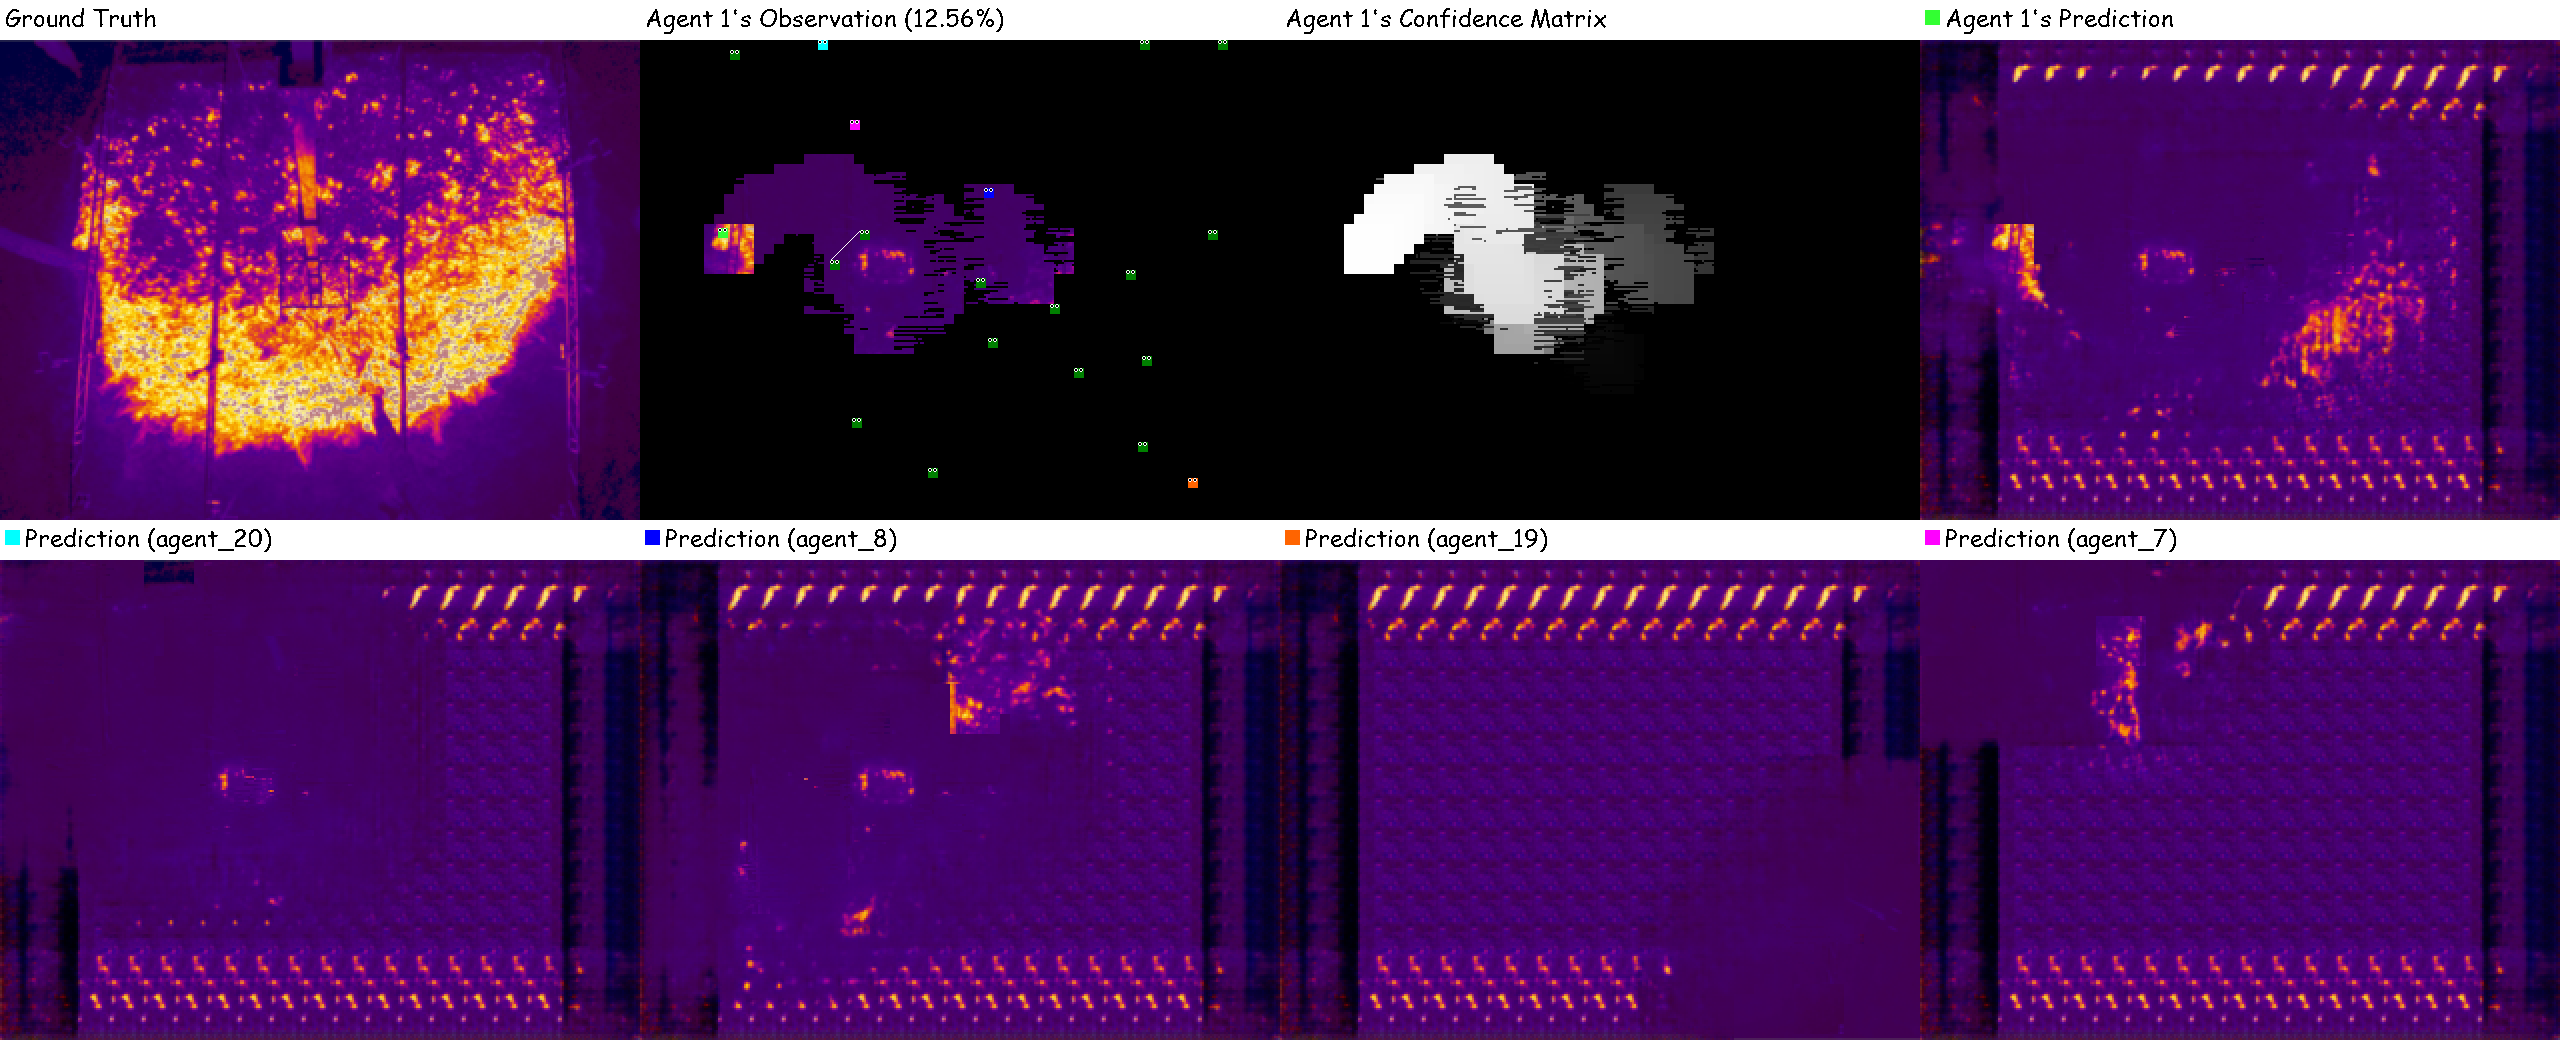 Ground Truth
Agent 1's Observation (12.56%)
Agent 1's Confidence Matrix
Agent 1's Prediction
Prediction (agent_20)
Prediction (agent_8)
Prediction (agent_19)
Prediction (agent_7)